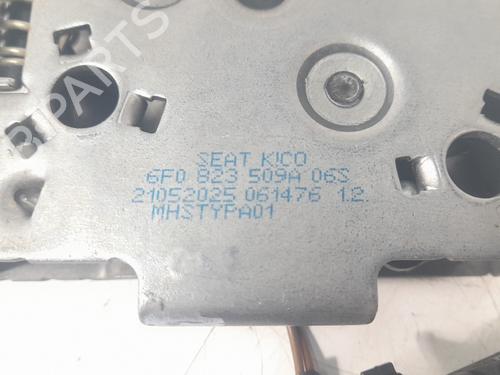 SEAT KICO
6F0 823 509A 06S
21052025 061476 1.2.
MHSTYPA01